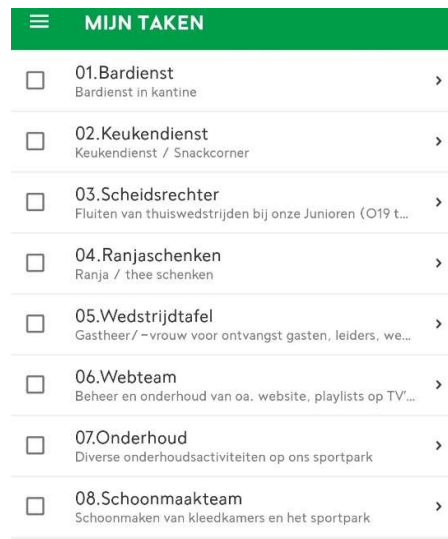 MIJN TAKEN
01.Bardienst
Bardienst in kantine
02.Keukendienst
Keukendienst / Snackcorner
03.Scheidsrechter
Fluiten van thuiswedstrijden bij onze Junioren (O19 t...
04.Ranjaschenken
Ranja / thee schenken
05.Wedstrijdtafel
Gastheer/-vrouw voor ontvangst gasten, leiders, we...
06.Webteam
Beheer en onderhoud van oa. website, playlists op TV'...
07.Onderhoud
Diverse onderhoudsactiviteiten op ons sportpark
08.Schoonmaakteam
Schoonmaken van kleedkamers en het sportpark